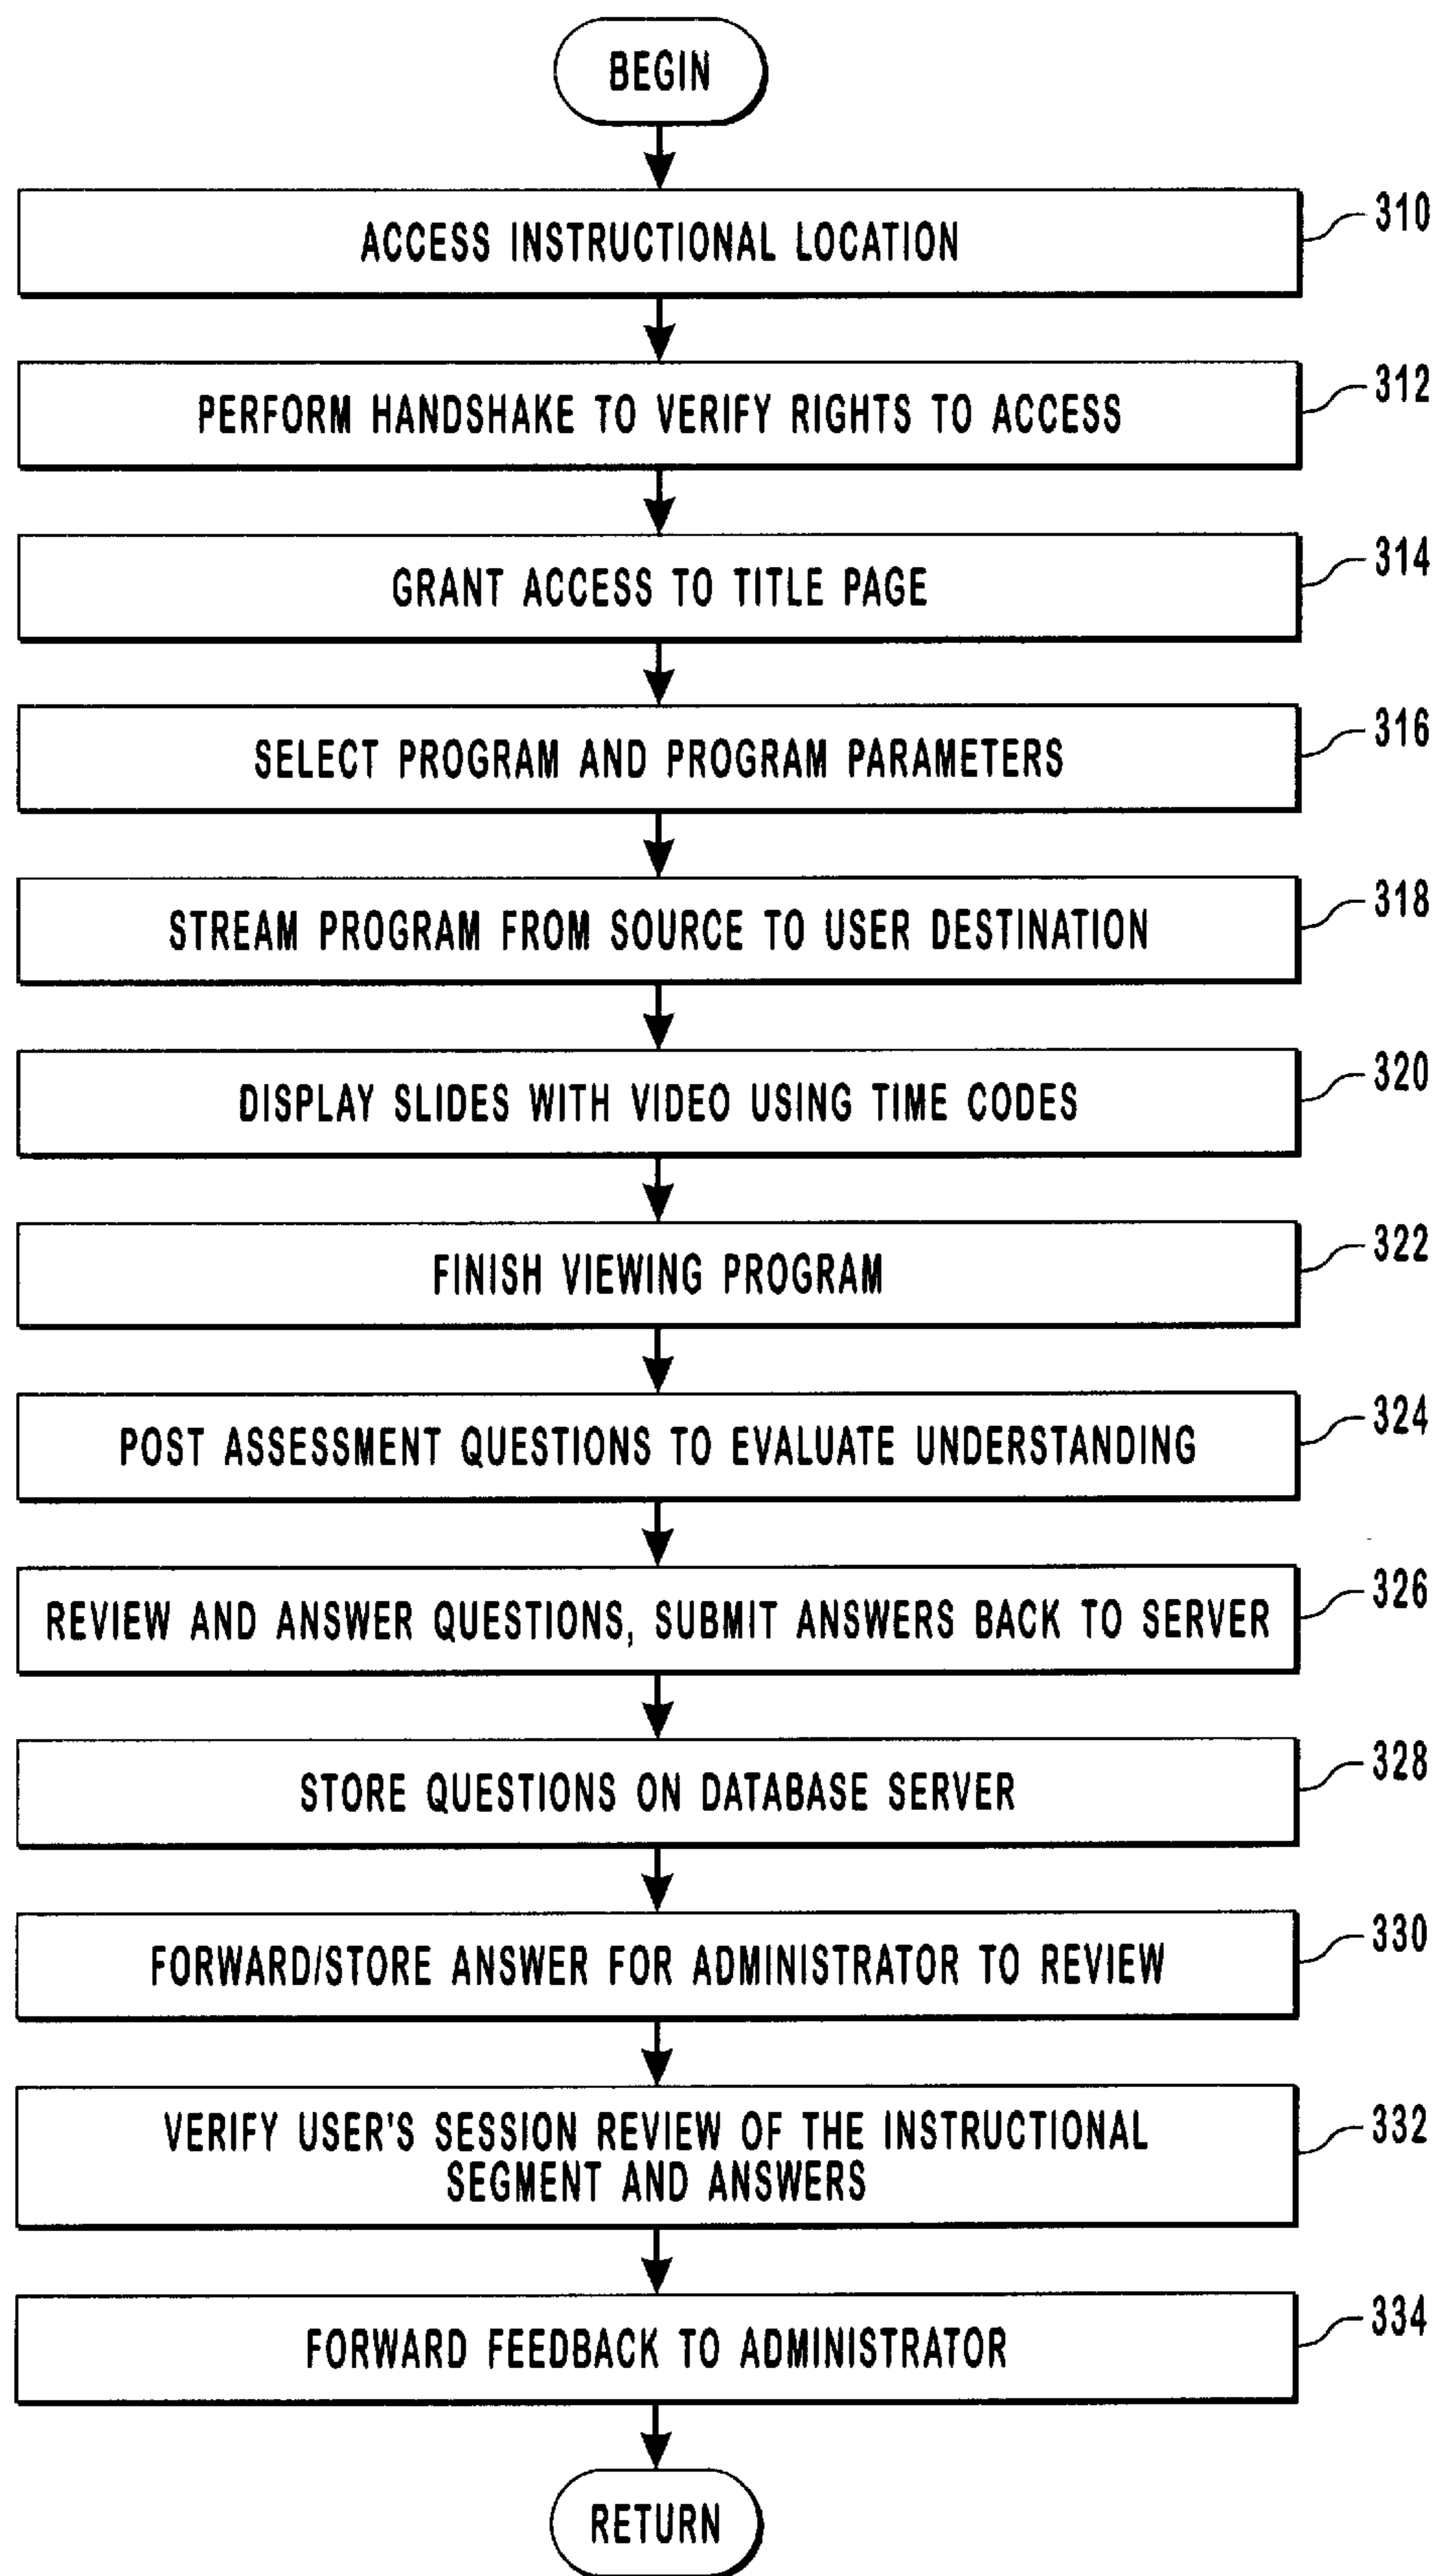 BEGIN
ACCESS INSTRUCTIONAL LOCATION
310
PERFORM HANDSHAKE TO VERIFY RIGHTS TO ACCESS
312
GRANT ACCESS TO TITLE PAGE
314
SELECT PROGRAM AND PROGRAM PARAMETERS
316
STREAM PROGRAM FROM SOURCE TO USER DESTINATION
318
DISPLAY SLIDES WITH VIDEO USING TIME CODES
320
FINISH VIEWING PROGRAM
322
POST ASSESSMENT QUESTIONS TO EVALUATE UNDERSTANDING
324
REVIEW AND ANSWER QUESTIONS, SUBMIT ANSWERS BACK TO SERVER
326
STORE QUESTIONS ON DATABASE SERVER
328
FORWARD/STORE ANSWER FOR ADMINISTRATOR TO REVIEW
330
VERIFY USER'S SESSION REVIEW OF THE INSTRUCTIONAL
SEGMENT AND ANSWERS
332
FORWARD FEEDBACK TO ADMINISTRATOR
334
RETURN